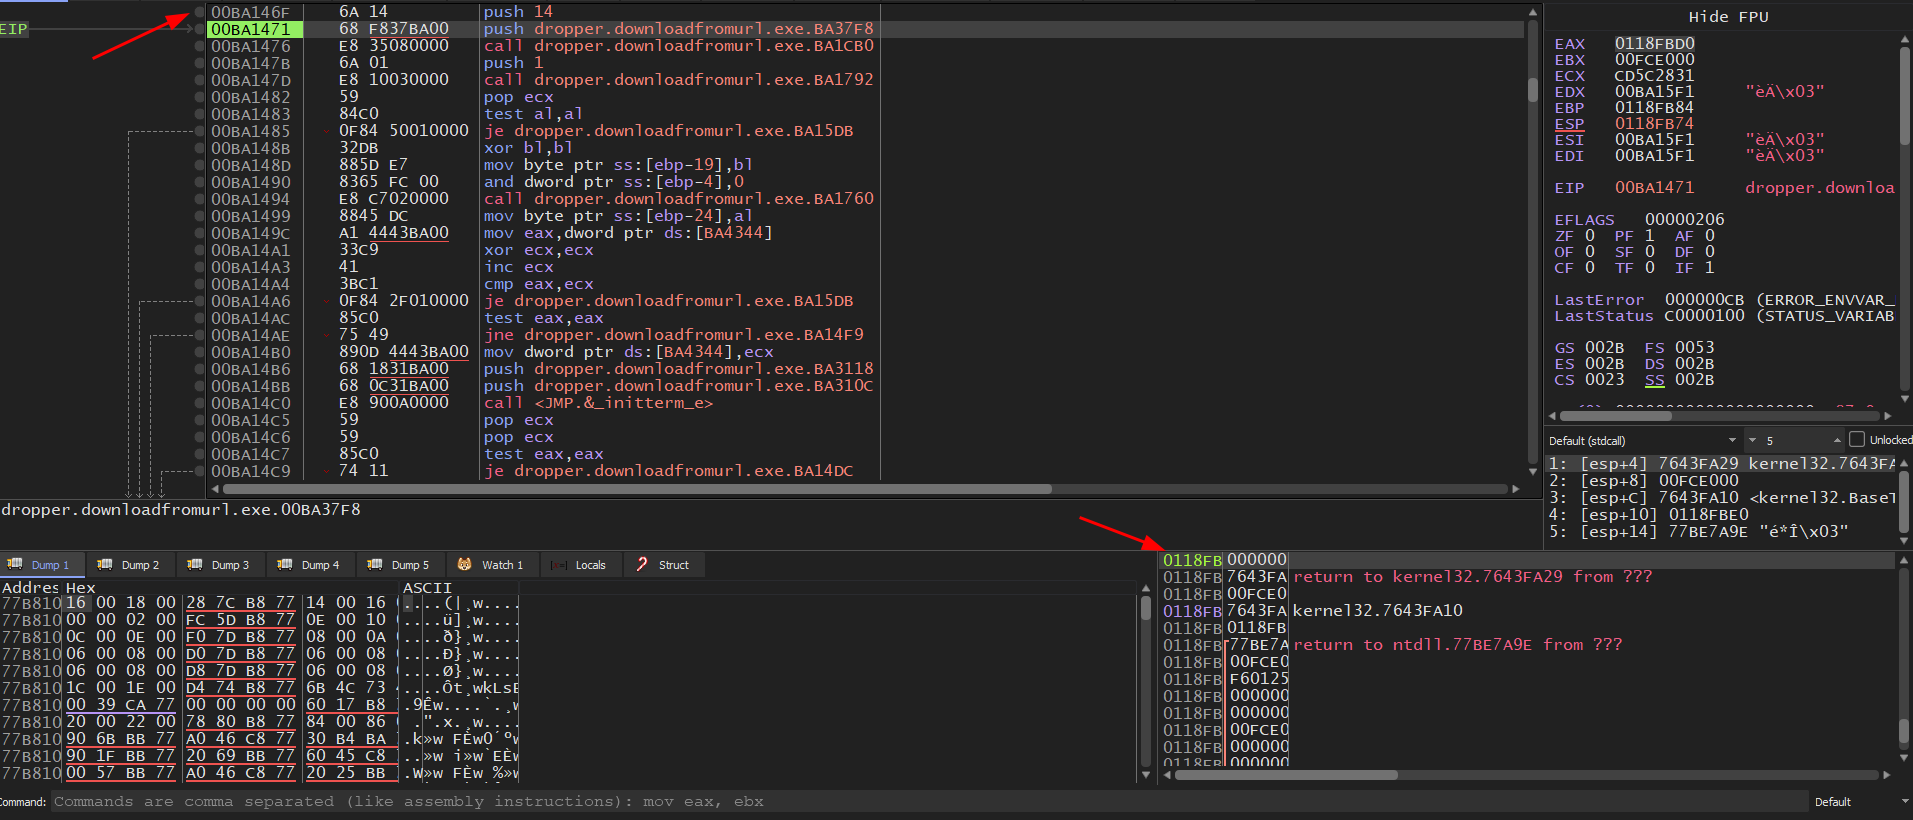 EIP
00BA146F 6A 14 push 14
00BA1471 68 F837BA00 push dropper.downloadfromurl.exe.BA37F8
00BA1476 E8 35080000 call dropper.downloadfromurl.exe.BA1CB0
00BA147B 6A 01 push 1
00BA147D E8 10030000 call dropper.downloadfromurl.exe.BA1792
00BA1482 59 pop ecx
00BA1483 84C0 test al,al
00BA1485 0F84 50010000 je dropper.downloadfromurl.exe.BA15DB
00BA148B 32DB xor bl,bl
00BA148D 885D E7 mov byte ptr ss:[ebp-19],bl
00BA1490 8365 FC 00 and dword ptr ss:[ebp-4],0
00BA1494 E8 C7020000 call dropper.downloadfromurl.exe.BA1760
00BA1499 8845 DC mov byte ptr ss:[ebp-24],al
00BA149C A1 4443BA00 mov eax,dword ptr ds:[BA4344]
00BA14A1 33C9 xor ecx,ecx
00BA14A3 41 inc ecx
00BA14A4 3BC1 cmp eax,ecx
00BA14A6 0F84 2F010000 je dropper.downloadfromurl.exe.BA15DB
00BA14AC 85C0 test eax,eax
00BA14AE 75 49 jne dropper.downloadfromurl.exe.BA14F9
00BA14B0 890D 4443BA00 mov dword ptr ds:[BA4344],ecx
00BA14B6 68 1831BA00 push dropper.downloadfromurl.exe.BA3118
00BA14BB 68 0C31BA00 push dropper.downloadfromurl.exe.BA310C
00BA14C0 E8 900A0000 call <JMP.&_initterm_e>
00BA14C5 59 pop ecx
00BA14C6 59 pop ecx
00BA14C7 85C0 test eax,eax
00BA14C9 74 11 je dropper.downloadfromurl.exe.BA14DC
dropper.downloadfromurl.exe.00BA37F8
Hide FPU
EAX 0118FBD0
EBX 00FCE000
ECX CD5C2831
EDX 00BA15F1 "èÄ\x03"
EBP 0118FB84
ESP 0118FB74
ESI 00BA15F1 "èÄ\x03"
EDI 00BA15F1 "èÄ\x03"
EIP 00BA1471 dropper.downloa
EFLAGS 00000206
ZF 0 PF 1 AF 0
OF 0 SF 0 DF 0
CF 0 TF 0 IF 1
LastError 000000CB (ERROR_ENVVAR_
LastStatus C0000100 (STATUS_VARIAB
GS 002B FS 0053
ES 002B DS 002B
CS 0023 SS 002B
Default (stdcall) 5 Unlocked
1: [esp+4] 7643FA29 kernel32.7643FA
2: [esp+8] 00FCE000
3: [esp+C] 7643FA10 <kernel32.BaseT
4: [esp+10] 0118FBE0
5: [esp+14] 77BE7A9E "é*Î\x03"
Dump 1 Dump 2 Dump 3 Dump 4 Dump 5 Watch 1 Locals Struct
Addres Hex ASCII
77B810 16 00 18 00 28 7C B8 77 14 00 16 ....(|¸w....
77B810 00 00 02 00 FC 5D B8 77 0E 00 10 ....ü]¸w....
77B810 0C 00 0E 00 F0 7D B8 77 08 00 0A ....ð}¸w....
77B810 06 00 08 00 D0 7D B8 77 06 00 08 ....Ð}¸w....
77B810 06 00 08 00 D8 7D B8 77 06 00 08 ....Ø}¸w....
77B810 1C 00 1E 00 D4 74 B8 77 6B 4C 73 ....Ôt¸wkLsE
77B810 00 39 CA 77 00 00 00 00 60 17 B8 .9Êw....`.¸w
77B810 20 00 22 00 78 80 B8 77 84 00 86 .".x.¸w....
77B810 90 6B BB 77 A0 46 C8 77 30 B4 BA .k»w FÈw0´ºw
77B810 90 1F BB 77 20 69 BB 77 60 45 C8 ..»w i»w`EÈw
77B810 00 57 BB 77 A0 46 C8 77 20 25 BB .W»w FÈw %»w
0118FB 000000
0118FB 7643FA return to kernel32.7643FA29 from ???
0118FB 00FCE0
0118FB 7643FA kernel32.7643FA10
0118FB 0118FB
0118FB 77BE7A return to ntdll.77BE7A9E from ???
0118FB 00FCE0
0118FB F60125
0118FB 000000
0118FB 000000
0118FB 00FCE0
0118FB 000000
0118FB 000000
Command: Commands are comma separated (like assembly instructions): mov eax, ebx Default